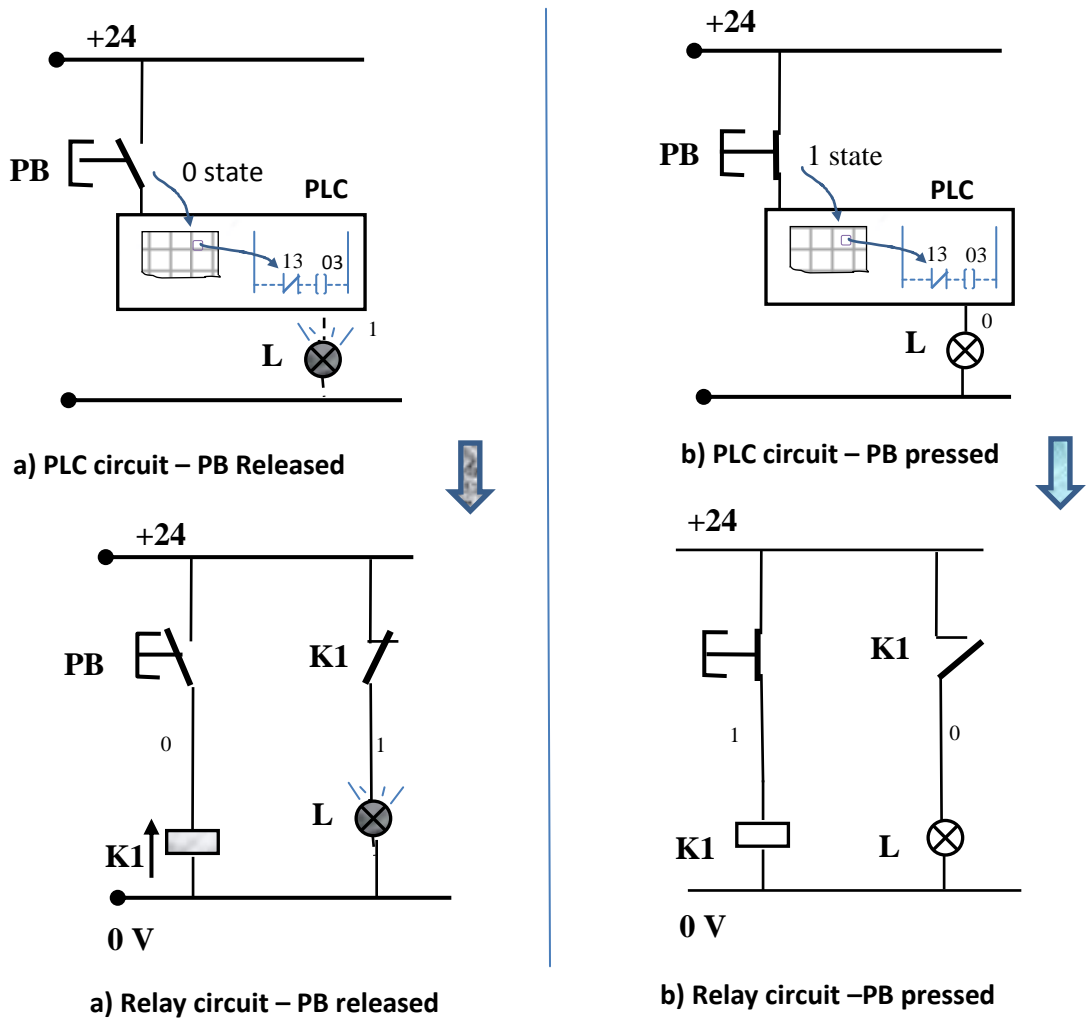 +24
PB
0 state
PLC
13 03
1
L
a) PLC circuit – PB Released
+24
PB
K1
0
1
L
K1
0 V
a) Relay circuit – PB released
+24
PB
1 state
PLC
13 03
0
L
b) PLC circuit – PB pressed
+24
K1
1
0
K1
L
0 V
b) Relay circuit –PB pressed